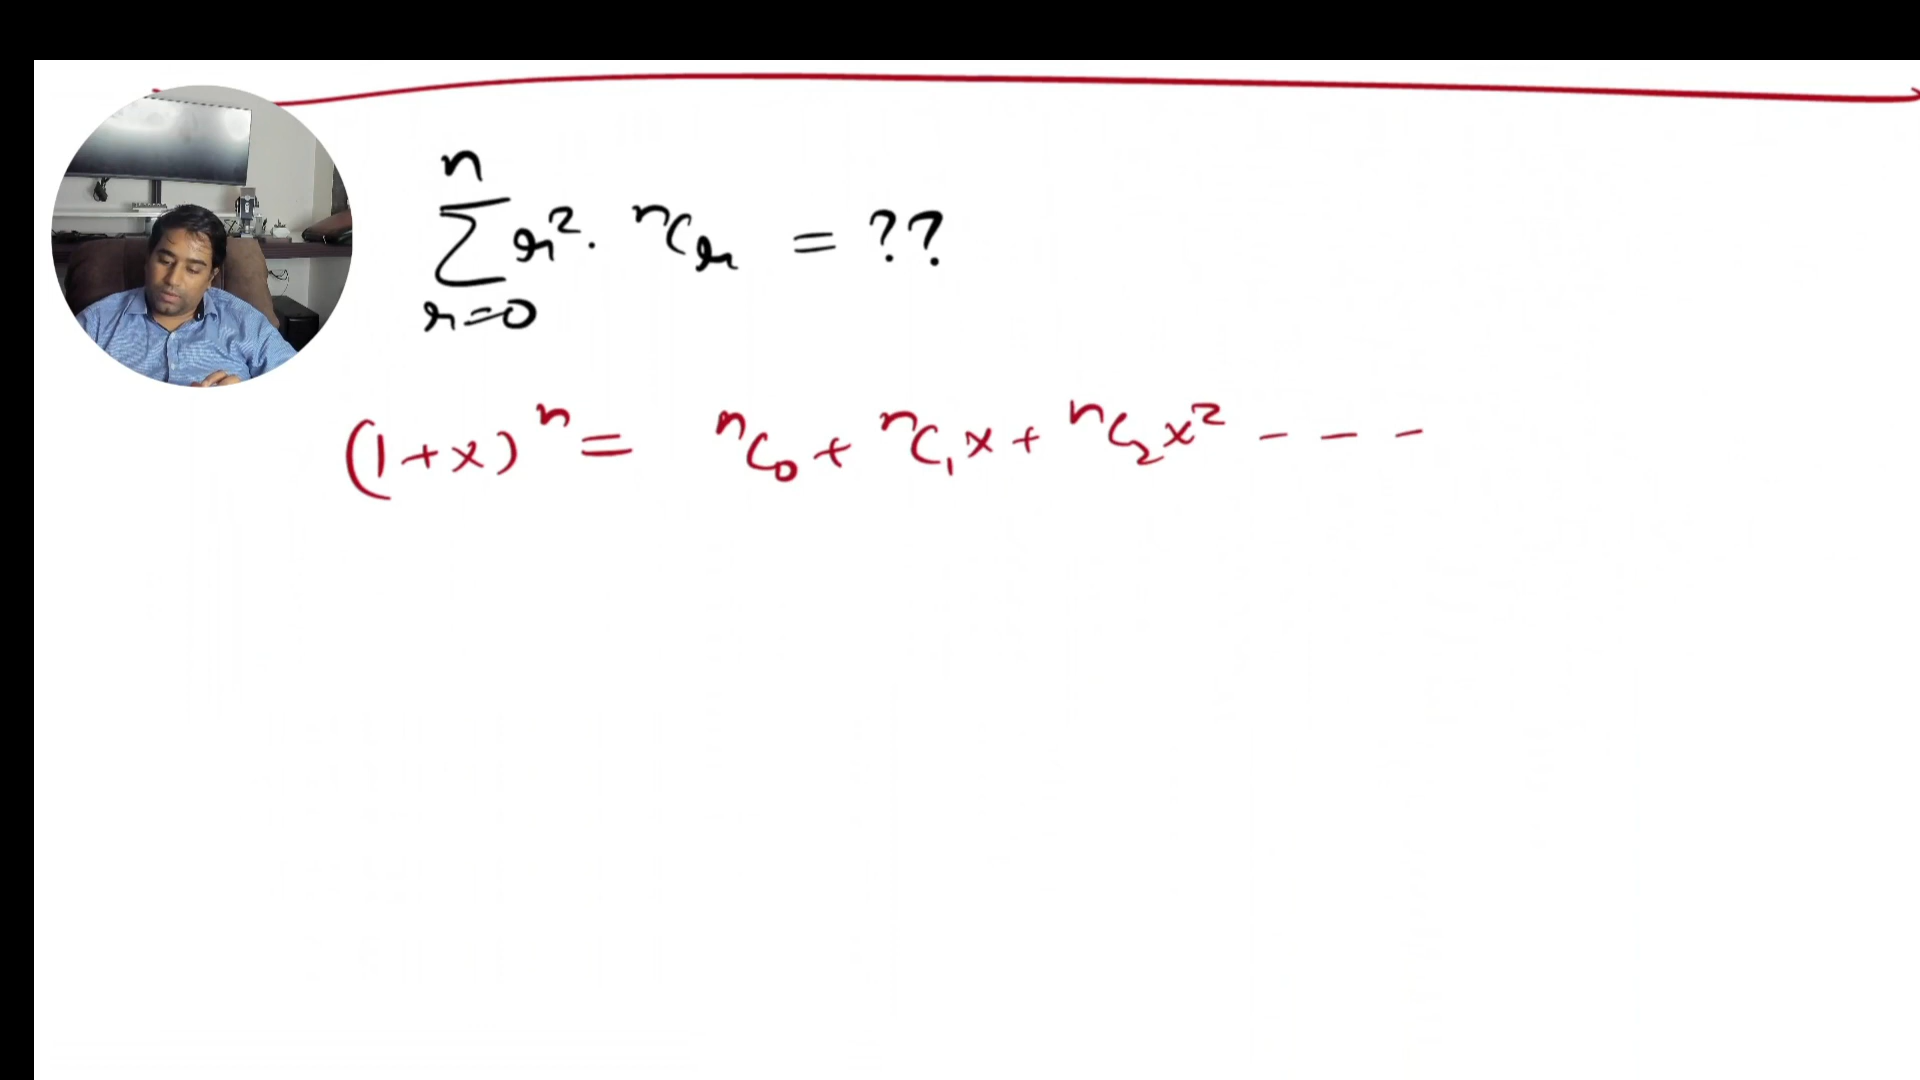 n
∑ r². ⁿCᵣ = ??
r=0
(1+x)ⁿ = ⁿC₀ + ⁿC₁x + ⁿC₂x² - - -